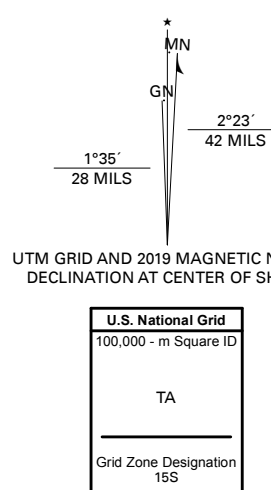 ★
MN
GN
1°35´
28 MILS
2°23´
42 MILS
UTM GRID AND 2019 MAGNETIC
DECLINATION AT CENTER OF
U.S. National Grid
100,000 - m Square ID
TA
Grid Zone Designation
15S